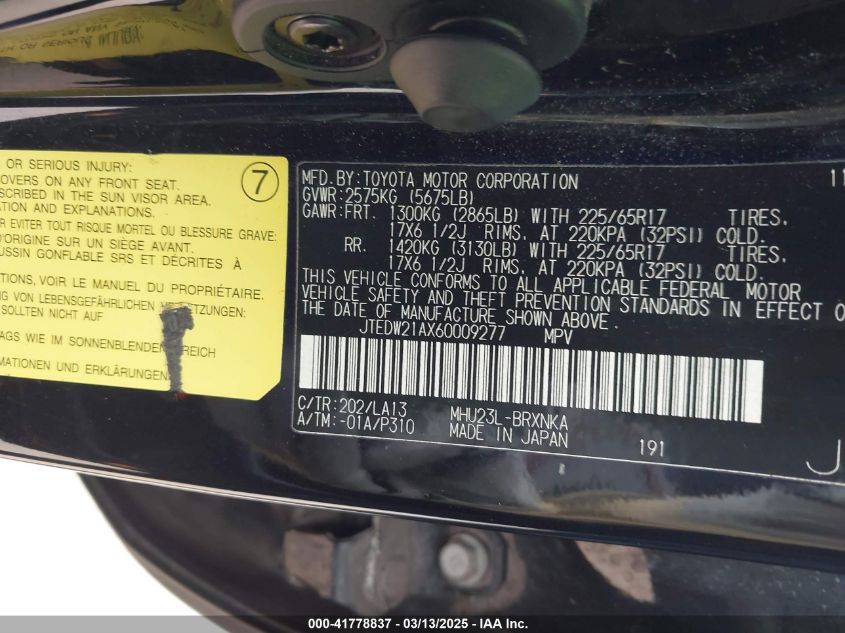 OR SERIOUS INJURY:
OVERS ON ANY FRONT SEAT.
SCRIBED IN THE SUN VISOR AREA.
ATION AND EXPLANATIONS.
R EVITER TOUT RISQUE MORTEL OU BLESSURE GRAVE:
D'ORIGINE SUR UN SIÈGE AVANT.
USSIN GONFLABLE SRS ET DÉCRITES À
NATIONS, VOIR LE MANUEL DU PROPRIÉTAIRE.
NG VON LEBENSGEFÄHRLICHEN
SOLLTEN NICHT AUF
AGS WIE IM SONNENBLENDENBEREICH
RMATIONEN UND ERKLÄRUNGEN
7
MFD. BY: TOYOTA MOTOR CORPORATION 11
GVWR: 2575KG (5675LB)
GAWR: FRT. 1300KG (2865LB) WITH 225/65R17 TIRES,
17X6 1/2J RIMS, AT 220KPA (32PSI) COLD.
RR. 1420KG (3130LB) WITH 225/65R17 TIRES,
17X6 1/2J RIMS, AT 220KPA (32PSI) COLD.
THIS VEHICLE CONFORMS TO ALL APPLICABLE FEDERAL MOTOR
VEHICLE SAFETY AND THEFT PREVENTION STANDARDS IN EFFECT O
THE DATE OF MANUFACTURE SHOWN ABOVE.
JTEDW21AX60009277 MPV
C/TR: 202/LA13 MHU23L-BRXNKA
A/TM: -01A/P310 MADE IN JAPAN 191
J
000-41778837 / 03/13/2025 - IAA Inc.